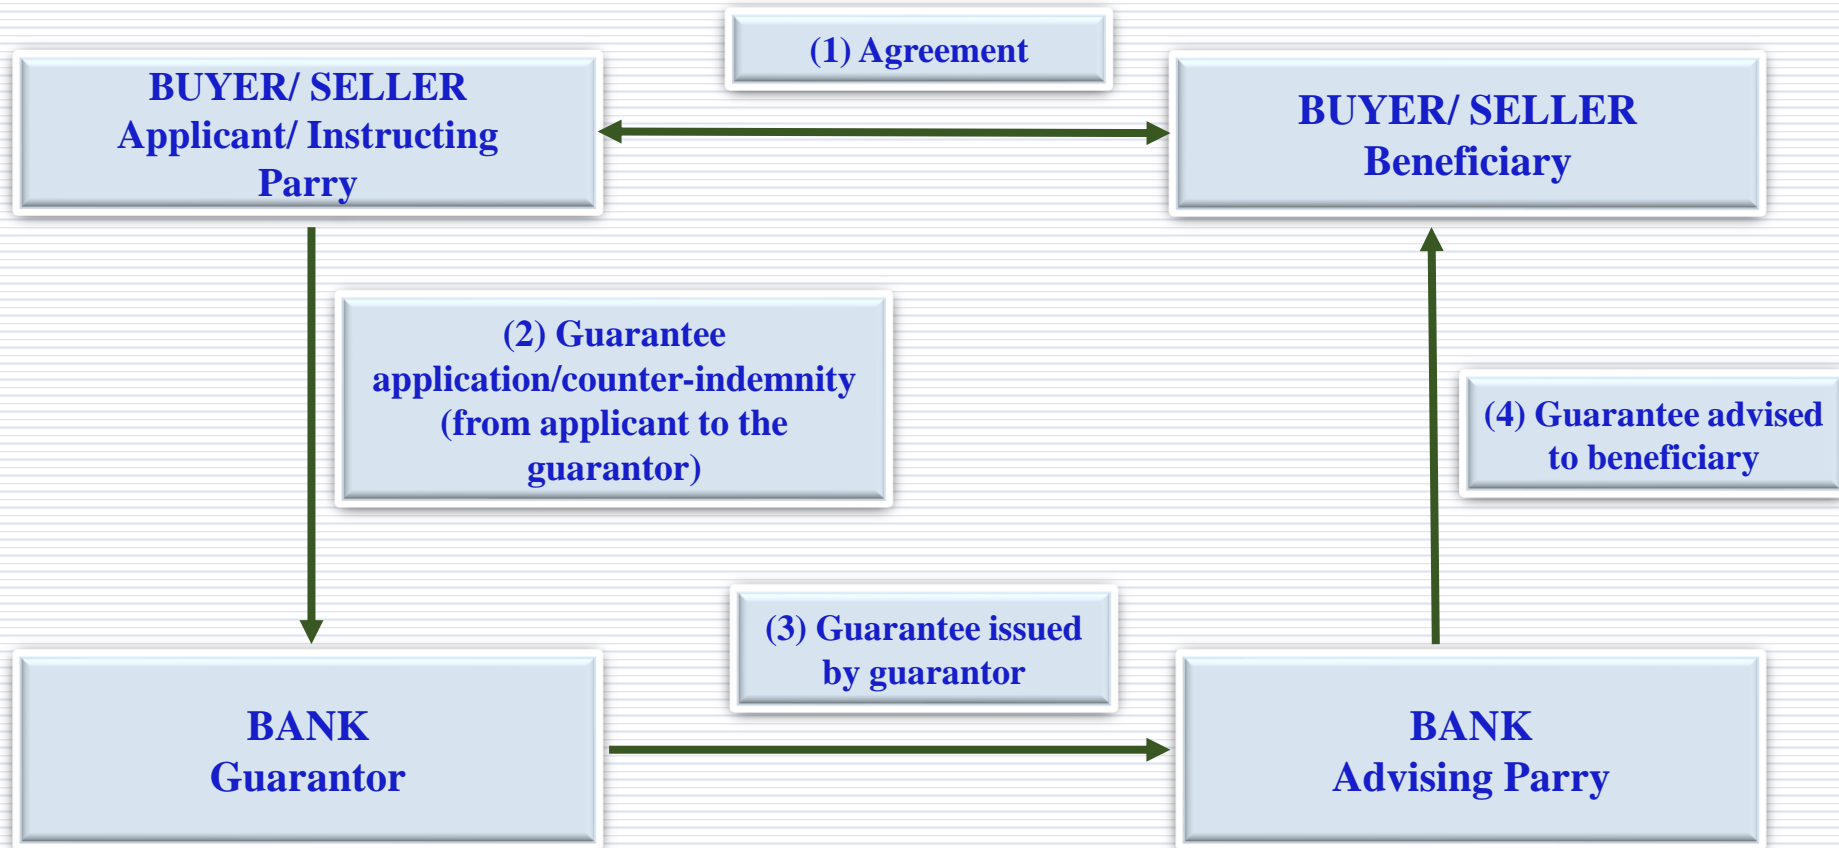 (1) Agreement
BUYER/ SELLER
Applicant/ Instructing
Parry
BUYER/ SELLER
Beneficiary
(2) Guarantee
application/counter-indemnity
(from applicant to the
guarantor)
(4) Guarantee advised
to beneficiary
(3) Guarantee issued
by guarantor
BANK
Guarantor
BANK
Advising Parry